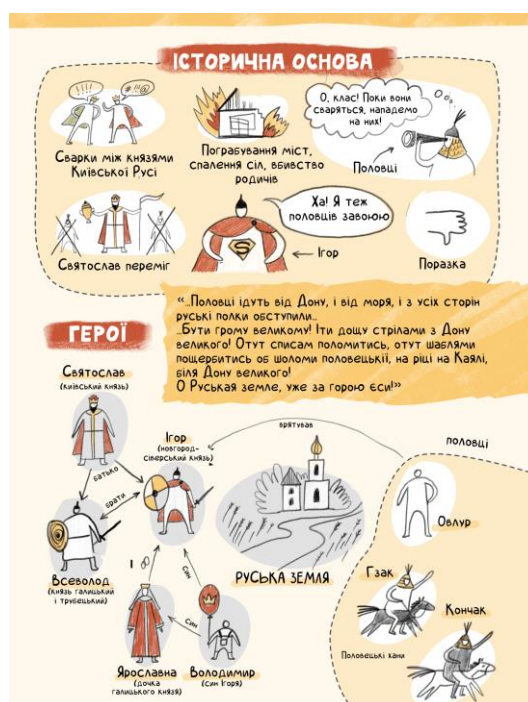 ІСТОРИЧНА ОСНОВА
!!!!
#!!@
Сварки між князями
Київської Русі
Пограбування міст,
спалення сіл, вбивство
родичів
О, клас! Поки вони
сваряться, нападемо
на них!
Половці
Святослав переміг
S
Ха! Я теж
половців завоюю
Ігор
Поразка
«...Половці ідуть від Дону, і від моря, і з усіх сторін
руські полки обступили...
...Бути грому великому! Іти дощу стрілами з Дону
великого! Отут списам поломитись, отут шаблями
пощербитись об шоломи половецькії, на ріці на Каялі,
біля Дону великого!
О Руськая земле, уже за горою єси!»
ГЕРОЇ
Святослав
(київський князь)
Ігор
(новгород-
сіверський князь)
врятував
половці
батько
брати
Овлур
Всеволод
(князь галицький
і трубецький)
РУСЬКА ЗЕМЛЯ
син
син
Гзак
Кончак
Половецькі хани
Ярославна
(дочка
галицького князя)
Володимир
(син Ігоря)